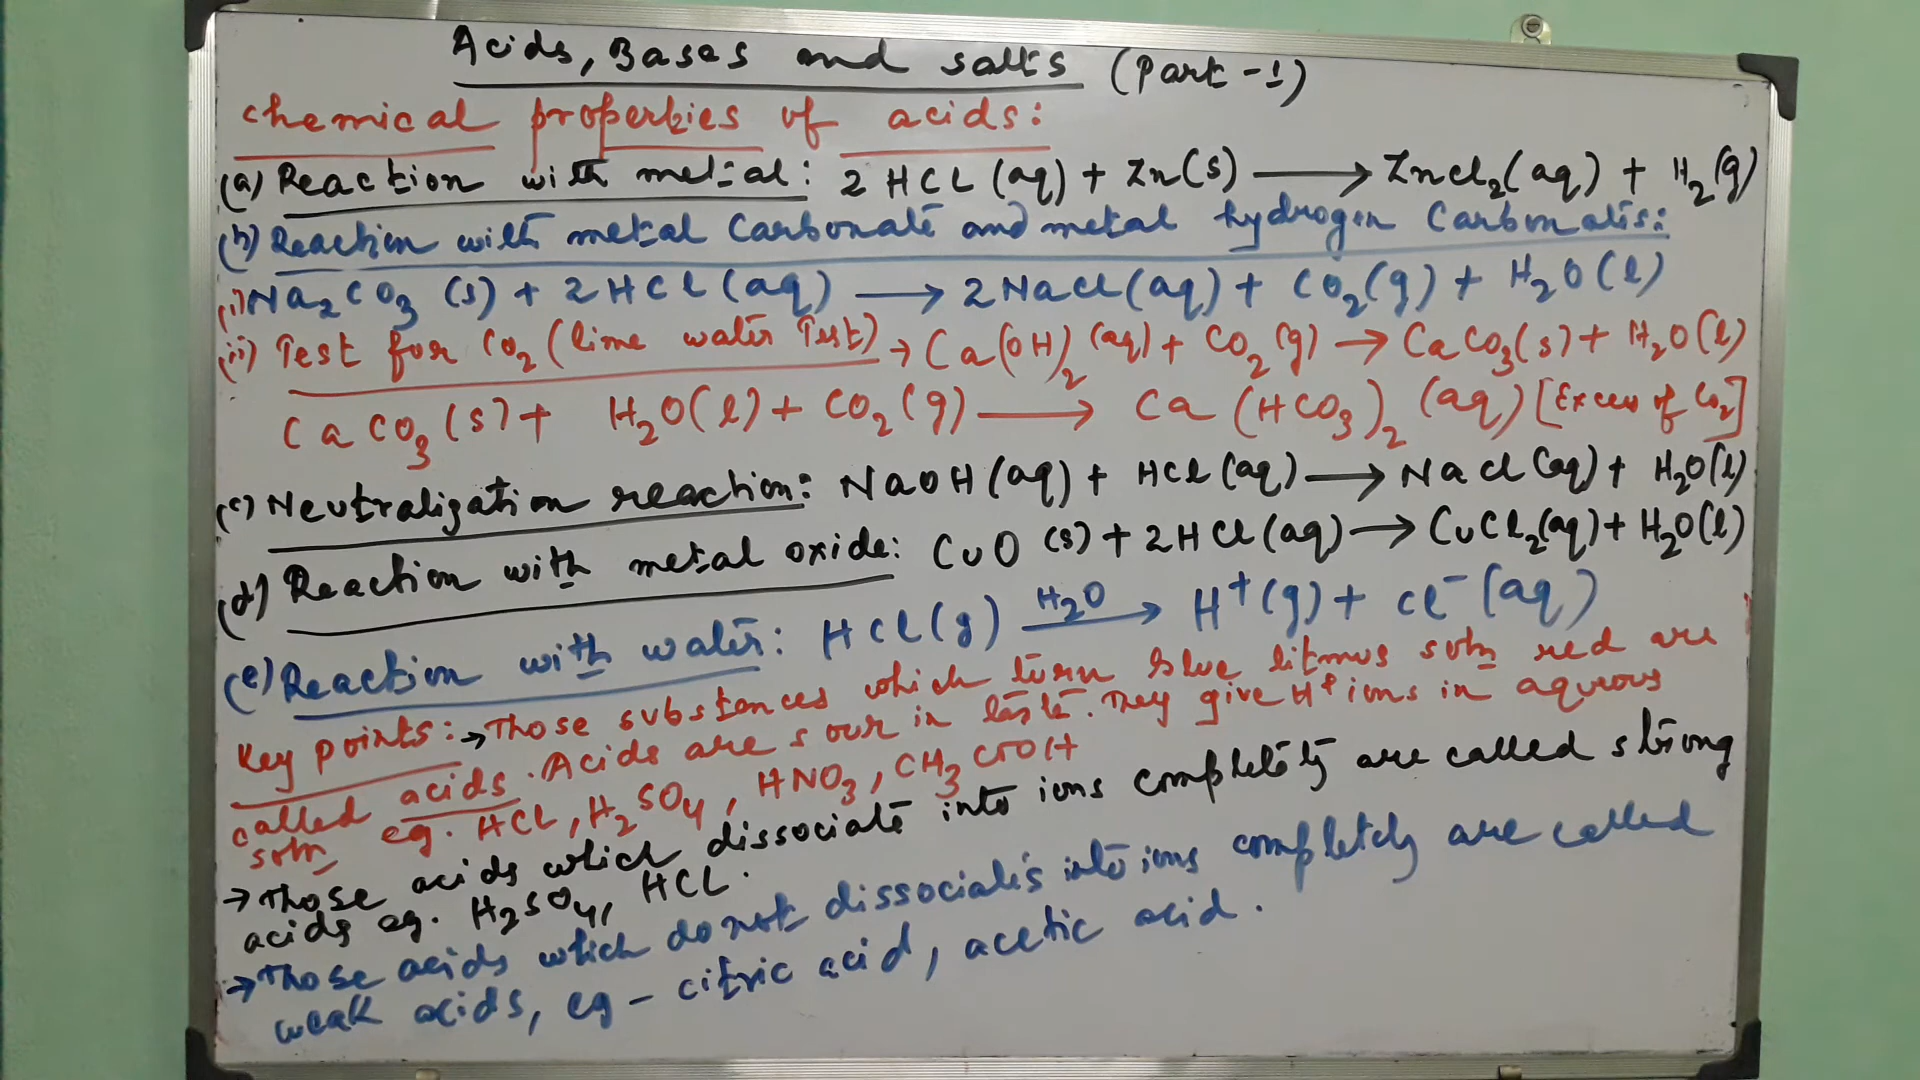 Acids, Bases and salts (Part-1)
chemical properties of acids:
(a) Reaction with metal: 2HCl(aq) + Zn(s) ⟶ ZnCl₂(aq) + H₂(g)
(b) Reaction with metal Carbonate and metal hydrogen Carbonates:
(i) Na₂CO₃(s) + 2HCl(aq) ⟶ 2NaCl(aq) + CO₂(g) + H₂O(l)
(ii) Test for CO₂ (lime water Test) → Ca(OH)₂(aq) + CO₂(g) → CaCO₃(s) + H₂O(l)
CaCO₃(s) + H₂O(l) + CO₂(g) ⟶ Ca(HCO₃)₂(aq) [Excess of CO₂]
(c) Neutralization reaction: NaOH(aq) + HCl(aq) ⟶ NaCl(aq) + H₂O(l)
(d) Reaction with metal oxide: CuO(s) + 2HCl(aq) ⟶ CuCl₂(aq) + H₂O(l)
(e) Reaction with water: HCl(g) H₂O⟶ H⁺(g) + Cl⁻(aq)
Key points: → Those substances which turn blue litmus soln red are
called acids. Acids are sour in taste. They give H⁺ ions in aqueous
soln eg. HCL, H₂SO₄, HNO₃, CH₃COOH
→ Those acids which dissociate into ions completely are called strong
acids eg. H₂SO₄, HCL.
→ Those acids which do not dissociates into ions completely are called
weak acids, eg – citric acid, acetic acid.